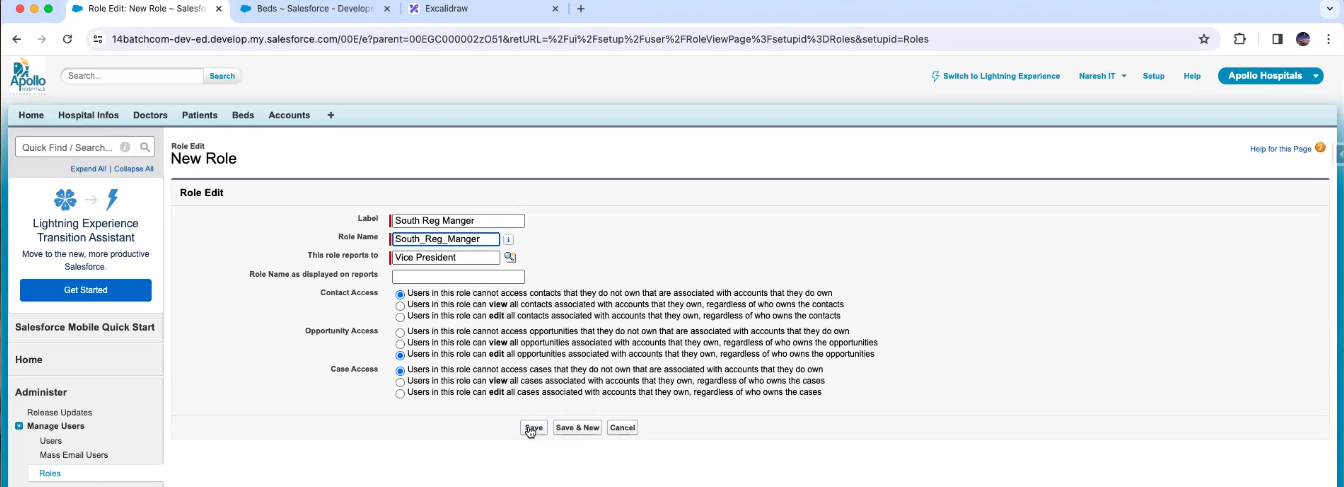 Role Edit: New Role ~ Salesfo
Beds ~ Salesforce - Develope
Excalidraw
14batchcom-dev-ed.develop.my.salesforce.com/00E/e?parent=00EGC000002zO51&retURL=%2Fui%2Fsetup%2Fuser%2FRoleViewPage%3Fsetupid%3DRoles&setupid=Roles
Apollo
HOSPITALS
Search...
Search
Switch to Lightning Experience
Naresh IT
Setup
Help
Apollo Hospitals
Home
Hospital Infos
Doctors
Patients
Beds
Accounts
+
Quick Find / Search...
Expand All | Collapse All
Lightning Experience
Transition Assistant
Move to the new, more productive
Salesforce.
Get Started
Salesforce Mobile Quick Start
Home
Administer
Release Updates
Manage Users
Users
Mass Email Users
Roles
Role Edit
New Role
Help for this Page
Role Edit
Label South Reg Manger
Role Name South_Reg_Manger
This role reports to Vice President
Role Name as displayed on reports
Contact Access Users in this role cannot access contacts that they do not own that are associated with accounts that they do own
Users in this role can view all contacts associated with accounts that they own, regardless of who owns the contacts
Users in this role can edit all contacts associated with accounts that they own, regardless of who owns the contacts
Opportunity Access Users in this role cannot access opportunities that they do not own that are associated with accounts that they do own
Users in this role can view all opportunities associated with accounts that they own, regardless of who owns the opportunities
Users in this role can edit all opportunities associated with accounts that they own, regardless of who owns the opportunities
Case Access Users in this role cannot access cases that they do not own that are associated with accounts that they do own
Users in this role can view all cases associated with accounts that they own, regardless of who owns the cases
Users in this role can edit all cases associated with accounts that they own, regardless of who owns the cases
Save
Save & New
Cancel